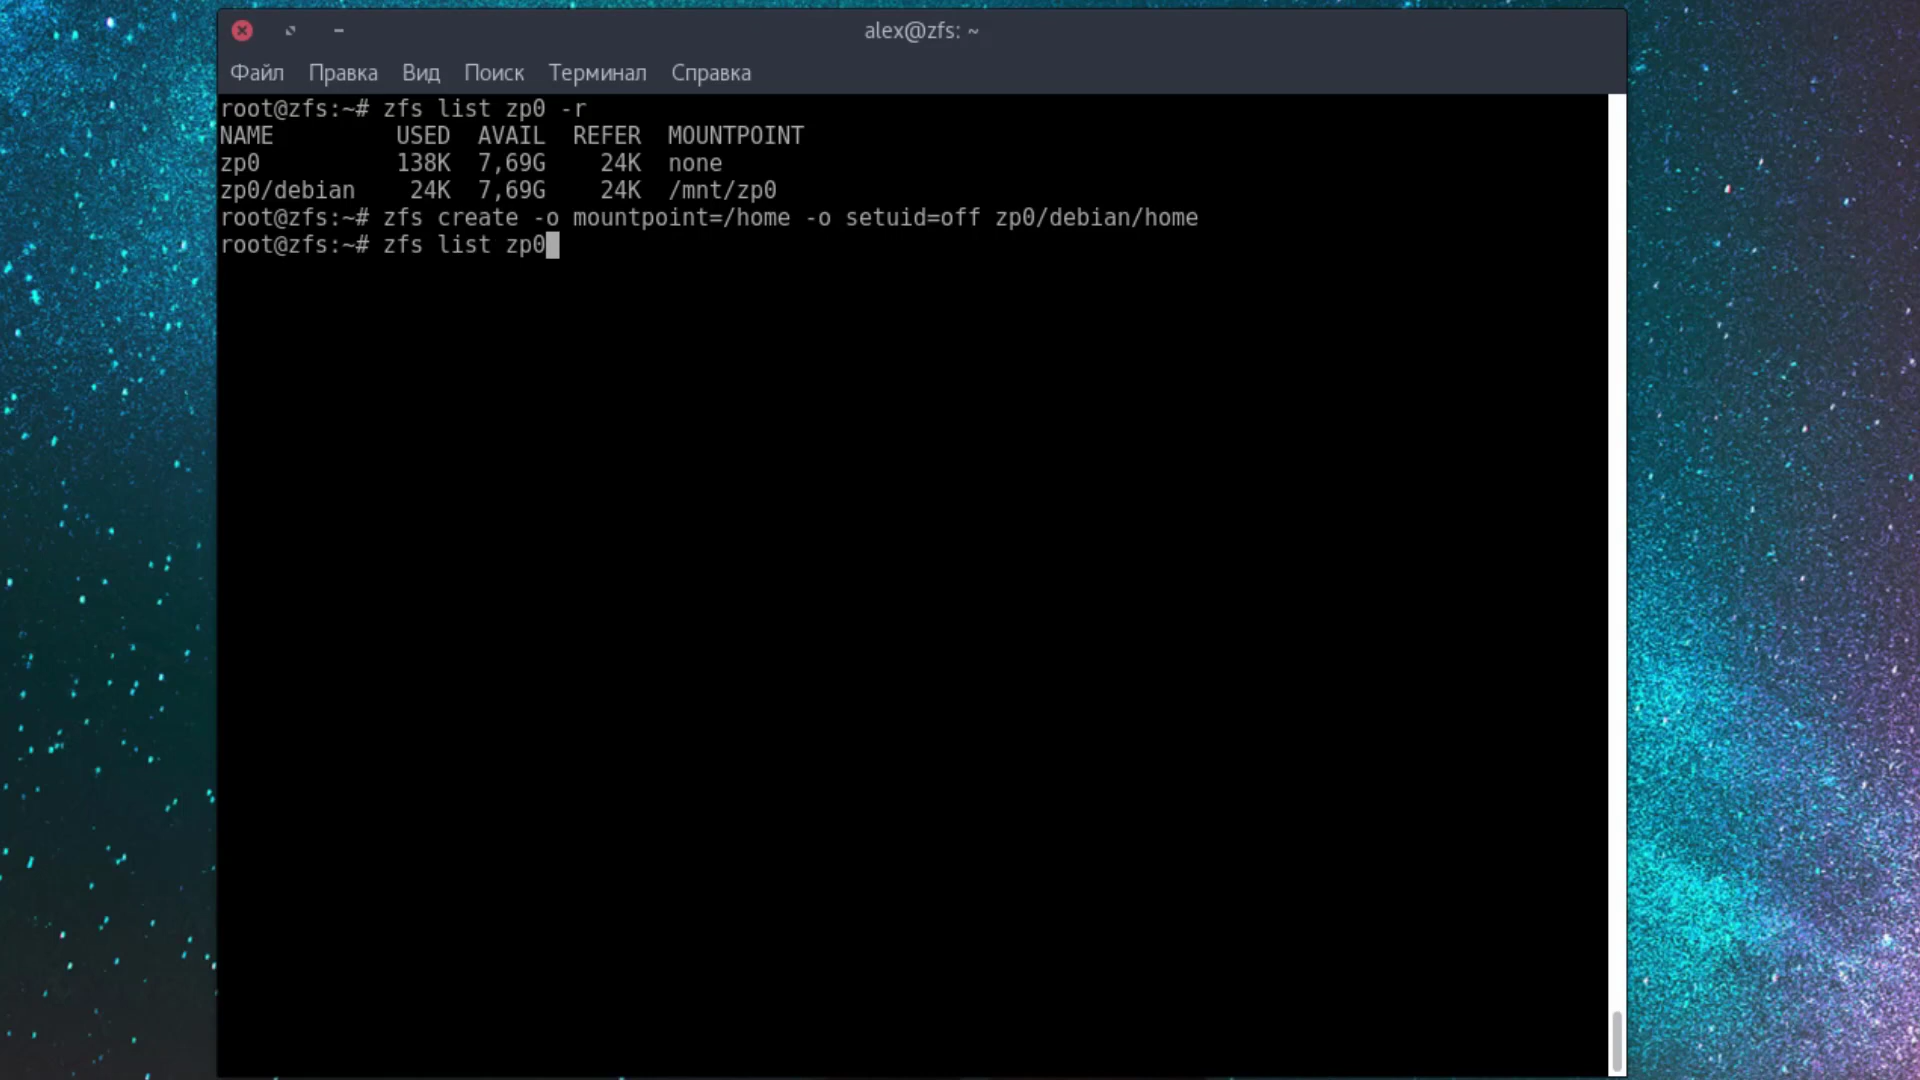 alex@zfs: ~
Файл Правка Вид Поиск Терминал Справка
root@zfs:~# zfs list zp0 -r
NAME         USED  AVAIL  REFER  MOUNTPOINT
zp0          138K  7,69G    24K  none
zp0/debian    24K  7,69G    24K  /mnt/zp0
root@zfs:~# zfs create -o mountpoint=/home -o setuid=off zp0/debian/home
root@zfs:~# zfs list zp0